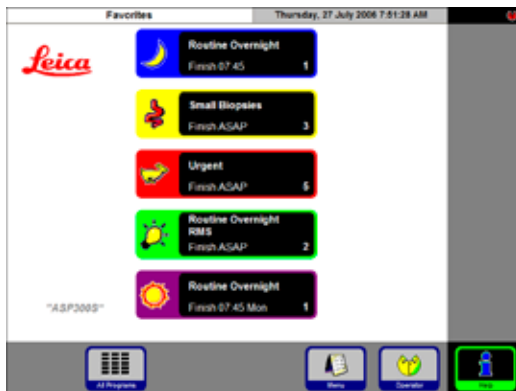 Favorites
Thursday, 27 July 2006 7:51:28 AM
Leica
Routine Overnight
Finish 07:45
1
Small Biopsies
Finish ASAP
3
Urgent
Finish ASAP
5
Routine Overnight
RMS
Finish ASAP
2
Routine Overnight
Finish 07:45 Mon
1
"ASP300S"
All Programs
Menu
Operator
Help